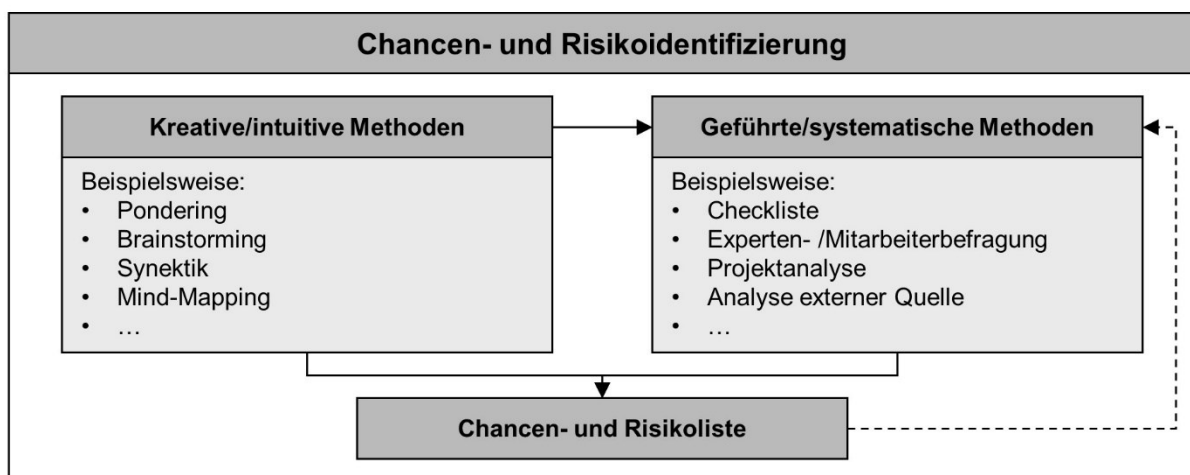 Chancen- und Risikoidentifizierung
Kreative/intuitive Methoden
Beispielsweise:
• Pondering
• Brainstorming
• Synektik
• Mind-Mapping
• …
Geführte/systematische Methoden
Beispielsweise:
• Checkliste
• Experten- /Mitarbeiterbefragung
• Projektanalyse
• Analyse externer Quelle
• …
Chancen- und Risikoliste